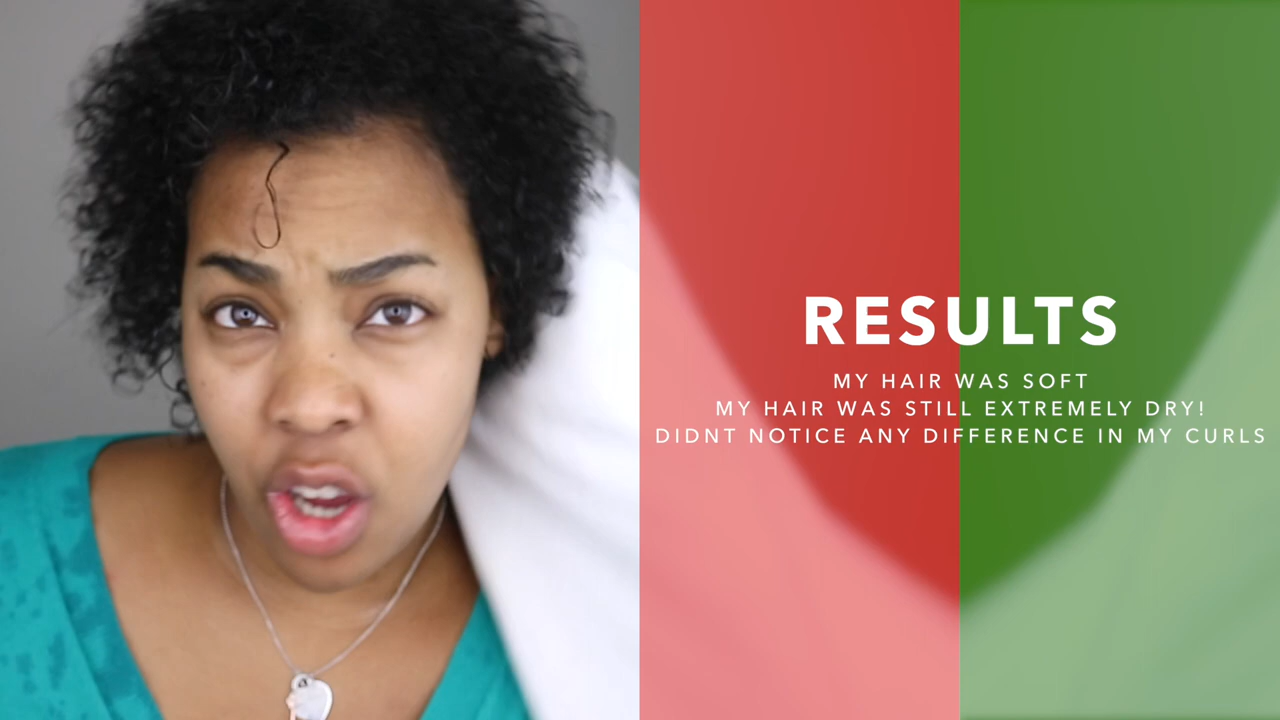 RESULTS
MY HAIR WAS SOFT
MY HAIR WAS STILL EXTREMELY DRY!
DIDNT NOTICE ANY DIFFERENCE IN MY CURLS